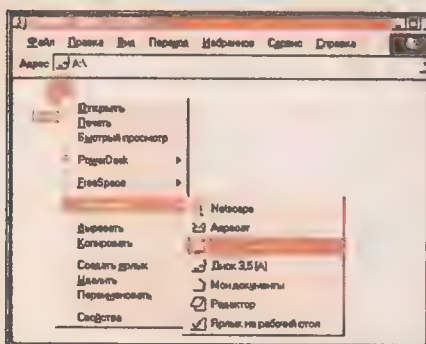 Файл Правка Вид Переход Избранное Сервис Справка
Адрес A:\
Открыть
Печать
Быстрый просмотр
PowerDesk
FreeSpace
Вырезать
Копировать
Создать ярлык
Удалить
Переименовать
Свойства
Netscape
Адресат
Диск 3,5 (A)
Мои документы
Редактор
Ярлык на рабочий стол